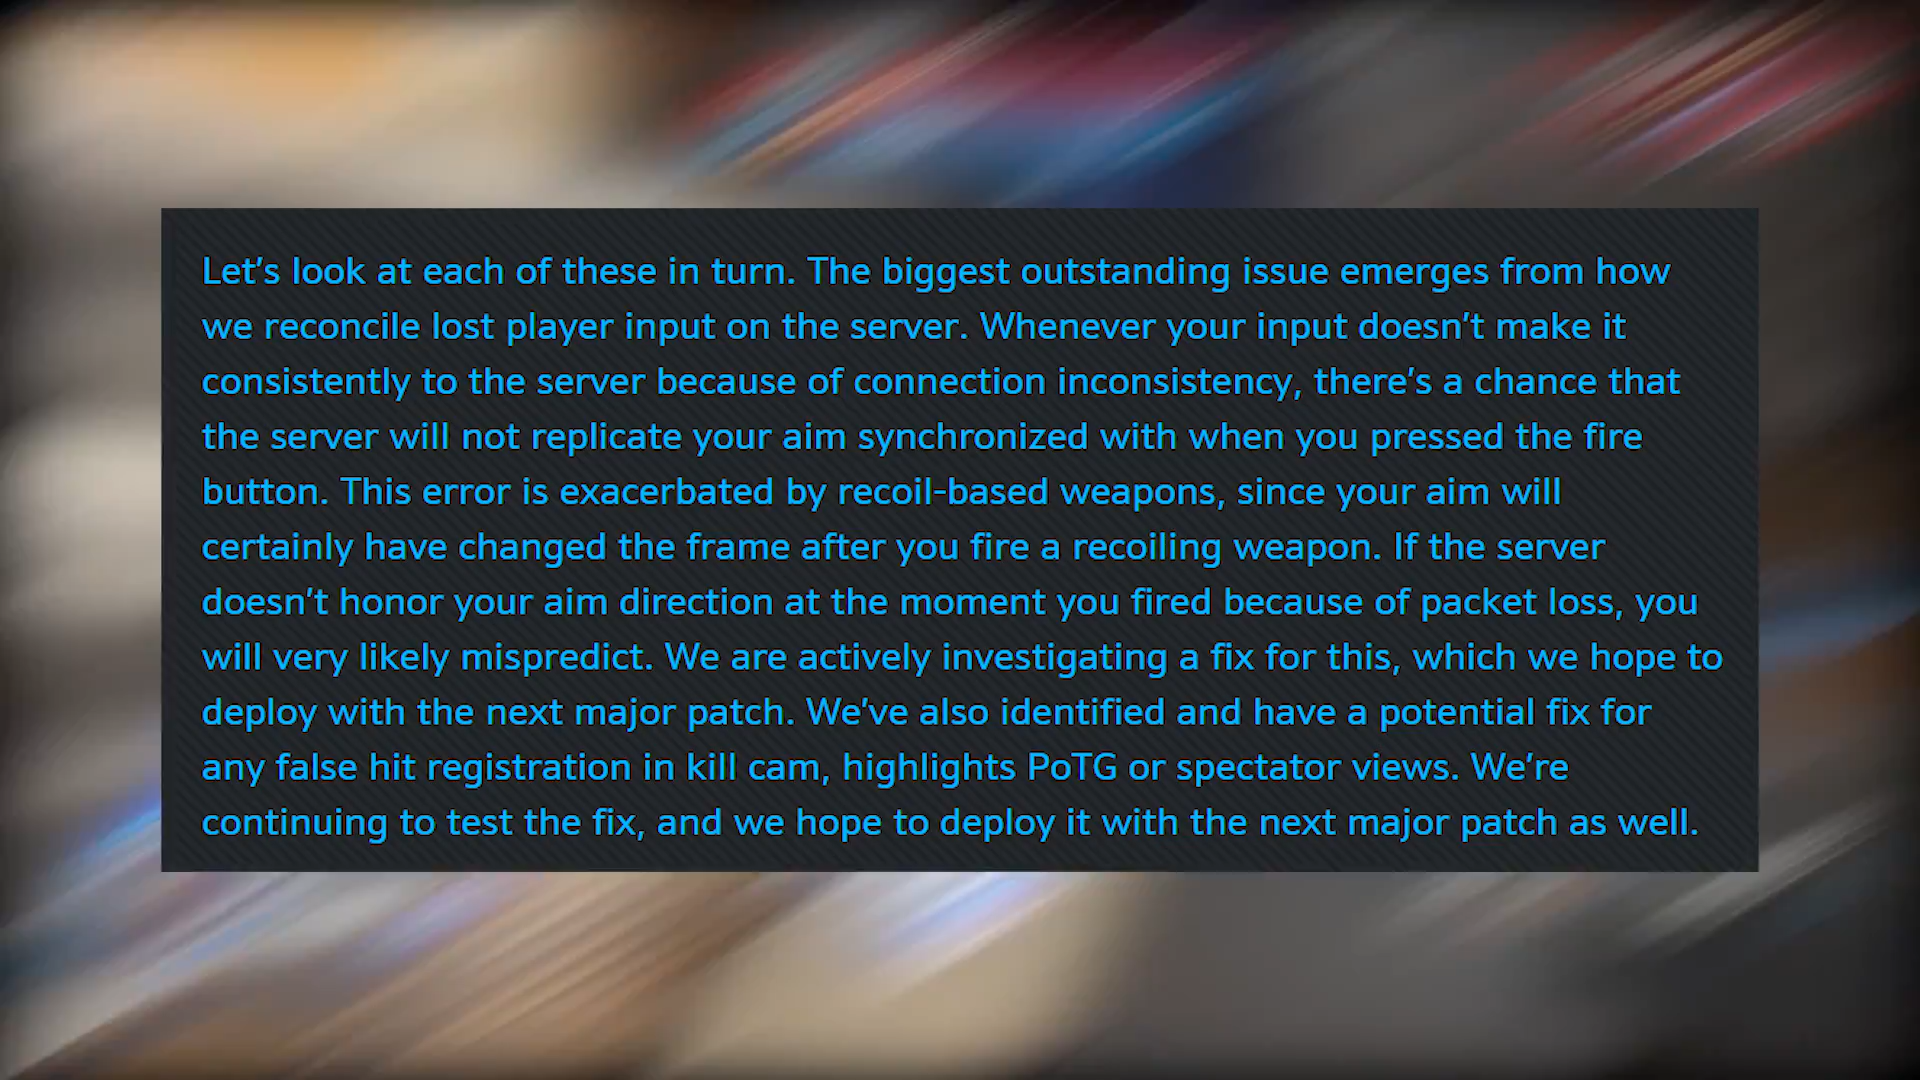 Let's look at each of these in turn. The biggest outstanding issue emerges from how
we reconcile lost player input on the server. Whenever your input doesn't make it
consistently to the server because of connection inconsistency, there's a chance that
the server will not replicate your aim synchronized with when you pressed the fire
button. This error is exacerbated by recoil-based weapons, since your aim will
certainly have changed the frame after you fire a recoiling weapon. If the server
doesn't honor your aim direction at the moment you fired because of packet loss, you
will very likely mispredict. We are actively investigating a fix for this, which we hope to
deploy with the next major patch. We've also identified and have a potential fix for
any false hit registration in kill cam, highlights PoTG or spectator views. We're
continuing to test the fix, and we hope to deploy it with the next major patch as well.